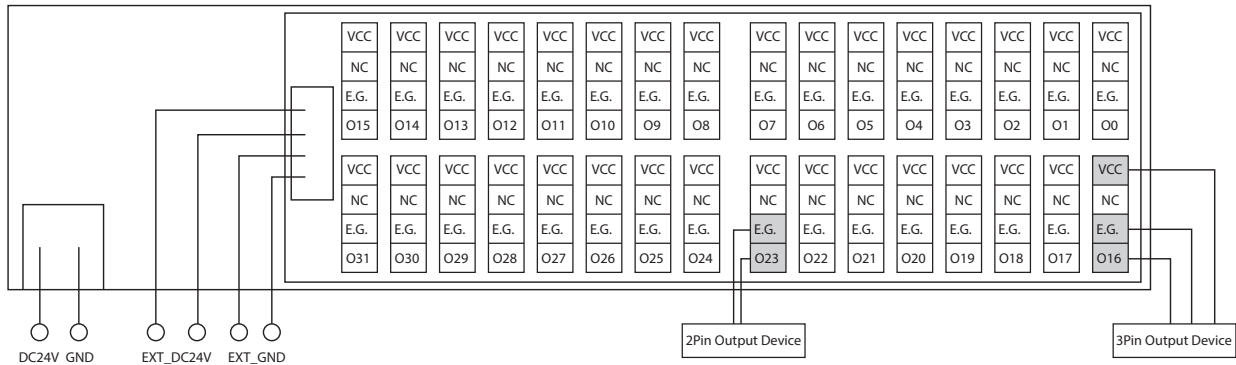 VCC VCC VCC VCC VCC VCC VCC VCC VCC VCC VCC VCC VCC VCC VCC VCC
NC NC NC NC NC NC NC NC NC NC NC NC NC NC NC NC
E.G. E.G. E.G. E.G. E.G. E.G. E.G. E.G. E.G. E.G. E.G. E.G. E.G. E.G. E.G. E.G.
O15 O14 O13 O12 O11 O10 O9 O8 O7 O6 O5 O4 O3 O2 O1 O0
VCC VCC VCC VCC VCC VCC VCC VCC VCC VCC VCC VCC VCC VCC VCC VCC
NC NC NC NC NC NC NC NC NC NC NC NC NC NC NC NC
E.G. E.G. E.G. E.G. E.G. E.G. E.G. E.G. E.G. E.G. E.G. E.G. E.G. E.G. E.G. E.G.
O31 O30 O29 O28 O27 O26 O25 O24 O23 O22 O21 O20 O19 O18 O17 O16
2Pin Output Device 3Pin Output Device
DC24V GND EXT_DC24V EXT_GND